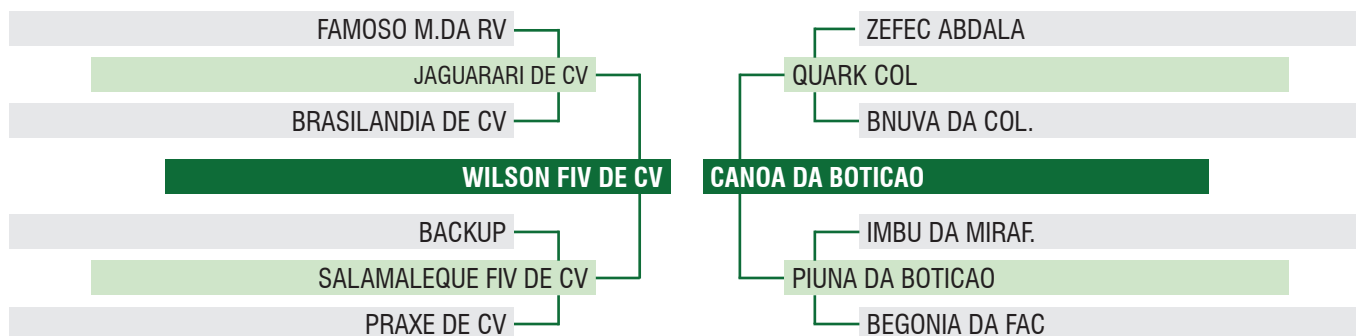 FAMOSO M.DA RV
JAGUARARI DE CV
BRASILANDIA DE CV
WILSON FIV DE CV
BACKUP
SALAMALEQUE FIV DE CV
PRAXE DE CV
ZEFEC ABDALA
QUARK COL
BNUVA DA COL.
CANOA DA BOTICAO
IMBU DA MIRAF.
PIUNA DA BOTICAO
BEGONIA DA FAC